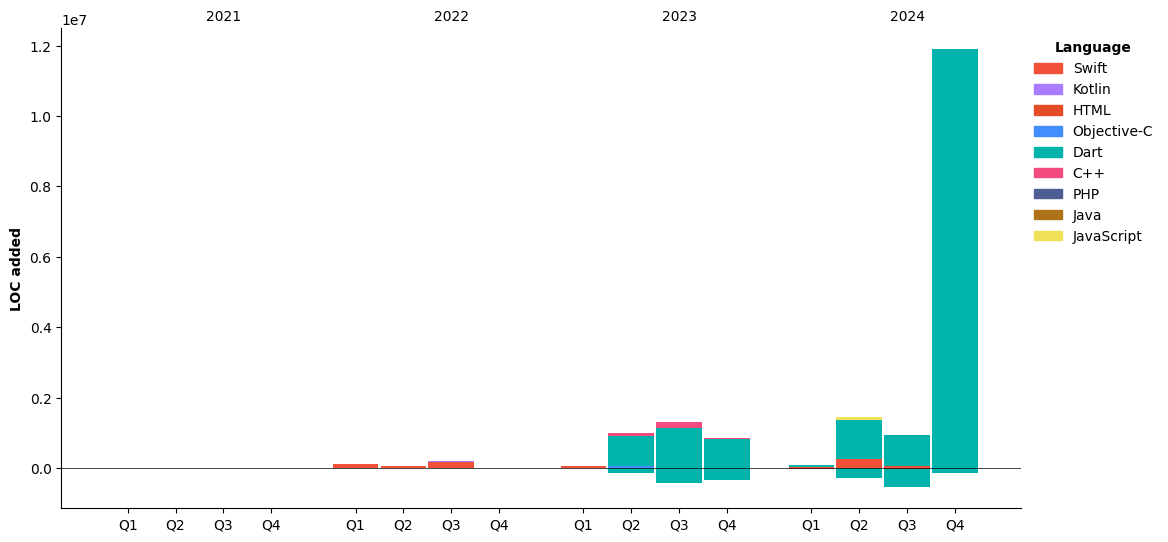 2021 2022 2023 2024
1e7
Language
Swift
Kotlin
HTML
Objective-C
Dart
C++
PHP
Java
JavaScript
LOC added
1.2
1.0
0.8
0.6
0.4
0.2
0.0
Q1 Q2 Q3 Q4 Q1 Q2 Q3 Q4 Q1 Q2 Q3 Q4 Q1 Q2 Q3 Q4